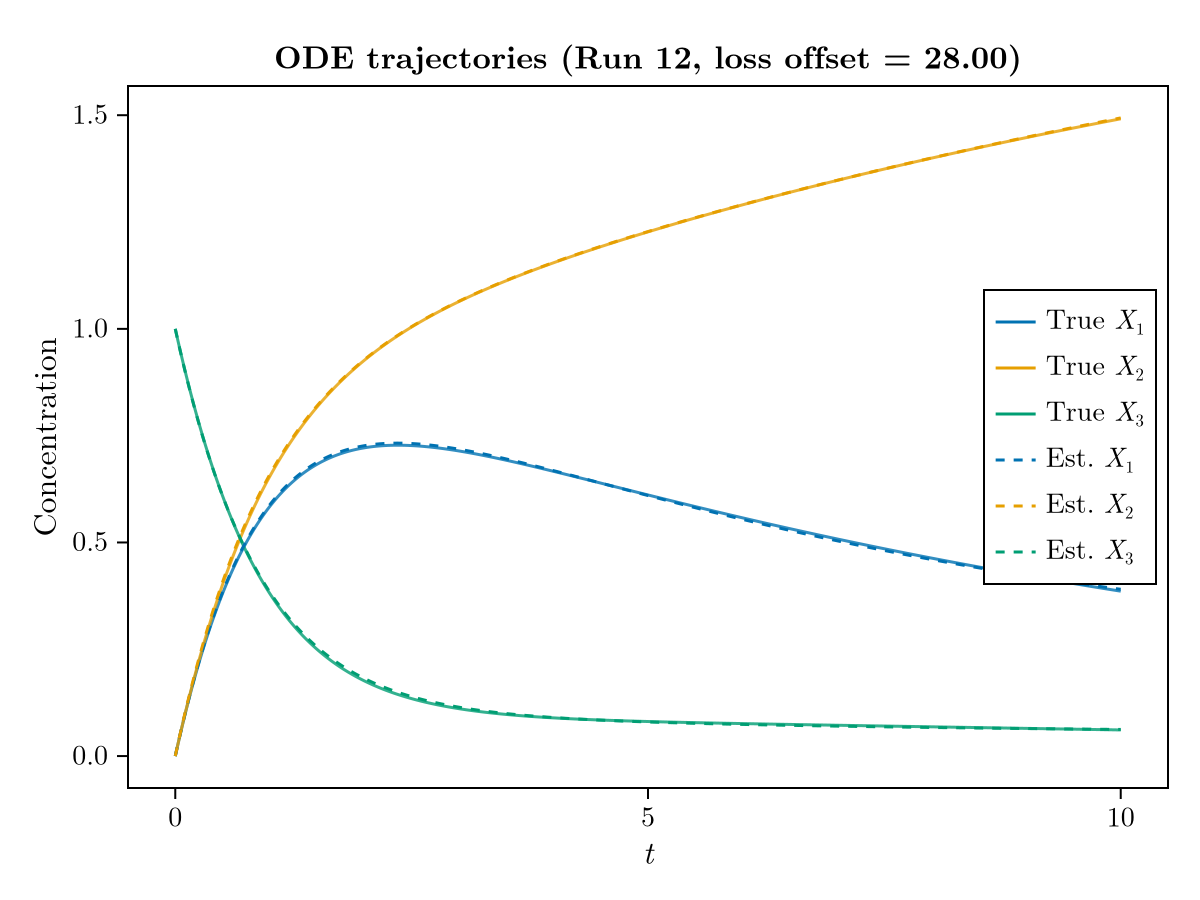 ODE trajectories (Run 12, loss offset = 28.00)
Concentration
1.5
1.0
0.5
0.0
True X₁
True X₂
True X₃
Est. X₁
Est. X₂
Est. X₃
0 5 10
t